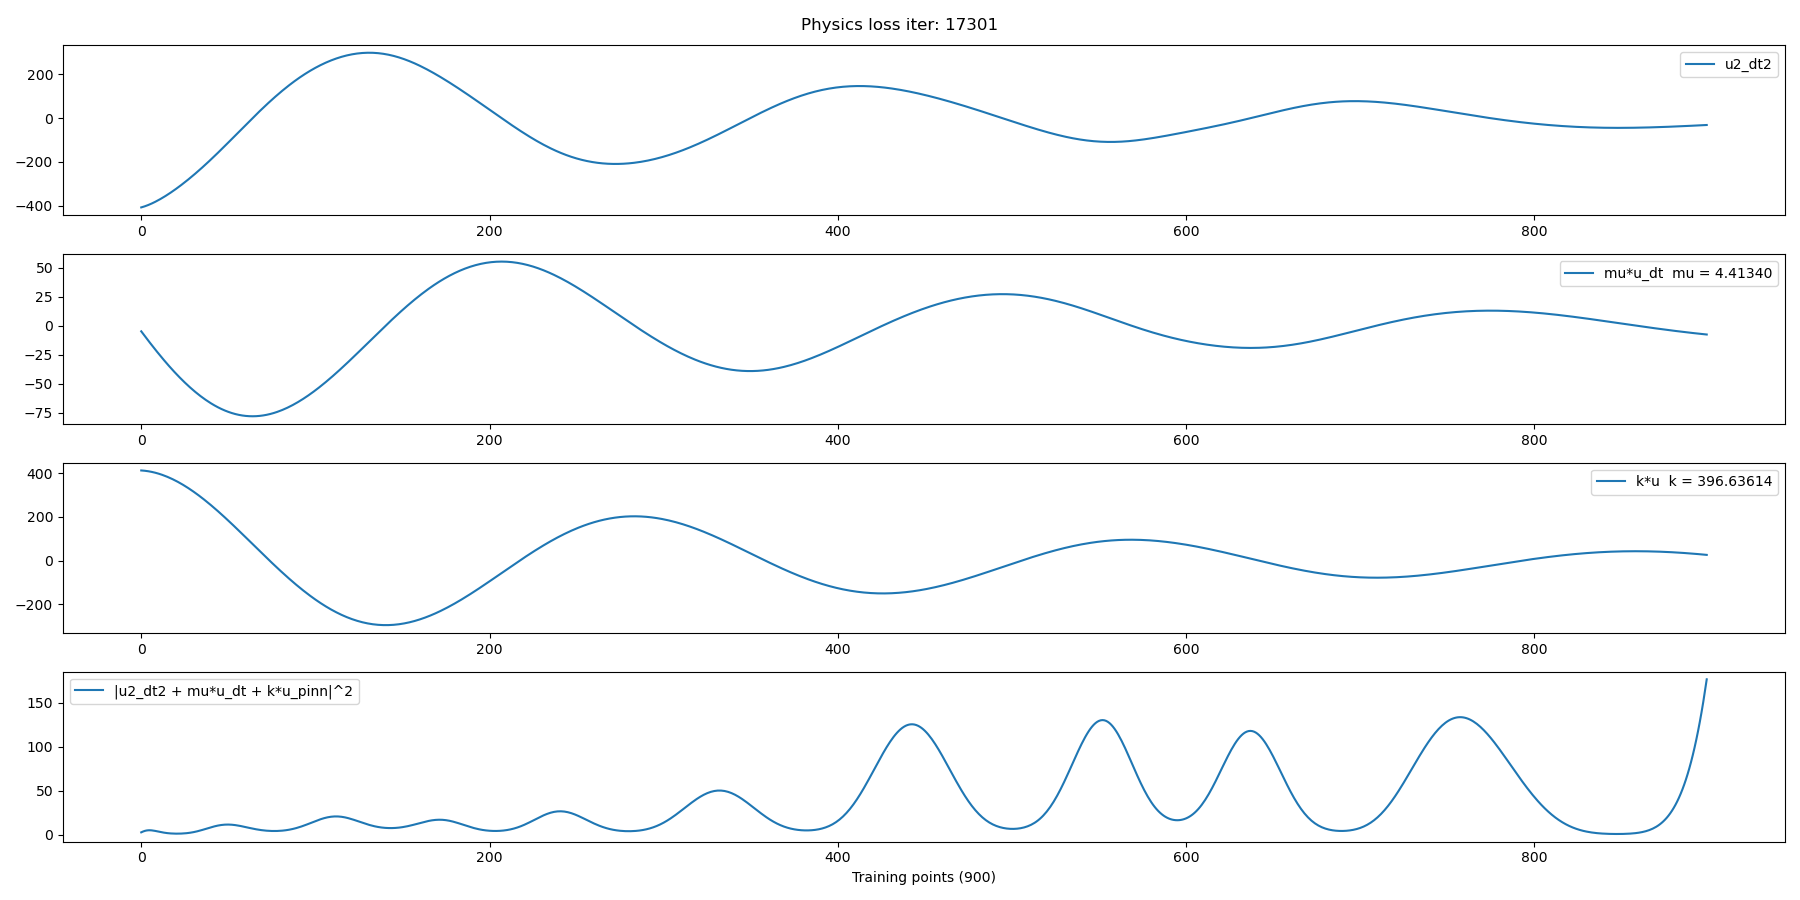 Physics loss iter: 17301
200
0
−200
−400
u2_dt2
0 200 400 600 800
50
25
0
−25
−50
−75
mu*u_dt  mu = 4.41340
0 200 400 600 800
400
200
0
−200
k*u  k = 396.63614
0 200 400 600 800
150
100
50
0
|u2_dt2 + mu*u_dt + k*u_pinn|^2
0 200 400 600 800
Training points (900)